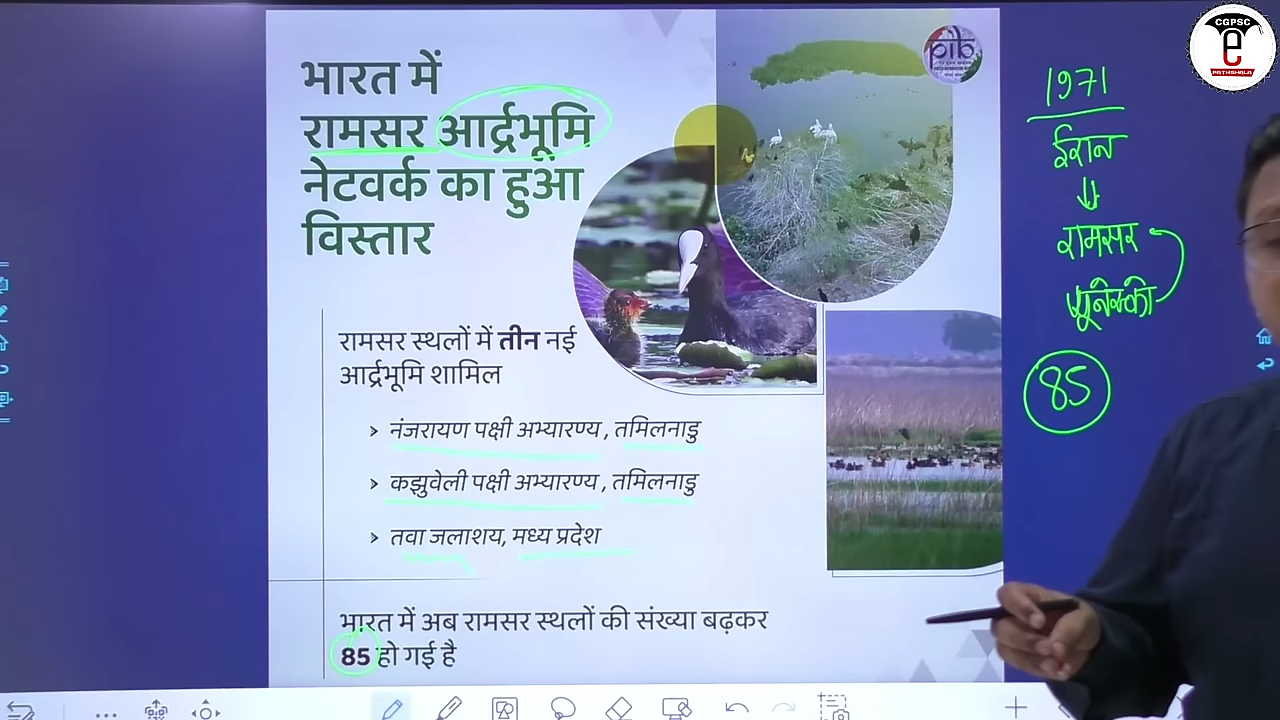 भारत में
रामसर आर्द्रभूमि
नेटवर्क का हुआ
विस्तार
रामसर स्थलों में तीन नई
आर्द्रभूमि शामिल
> नंजरायण पक्षी अभ्यारण्य , तमिलनाडु
> कझुवेली पक्षी अभ्यारण्य , तमिलनाडु
> तवा जलाशय, मध्य प्रदेश
भारत में अब रामसर स्थलों की संख्या बढ़कर
85 हो गई है
pib
1971
ईरान
रामसर
यूनेस्को
85
CGPSC
e
PATHSHALA